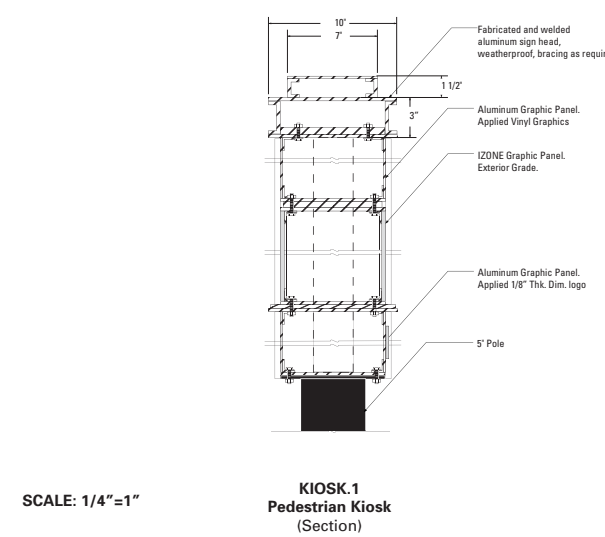 10"
7"
Fabricated and welded
aluminum sign head,
weatherproof, bracing as requir
1 1/2"
3"
Aluminum Graphic Panel.
Applied Vinyl Graphics
IZONE Graphic Panel.
Exterior Grade.
Aluminum Graphic Panel.
Applied 1/8" Thk. Dim. logo
5" Pole
SCALE: 1/4"=1"
KIOSK.1
Pedestrian Kiosk
(Section)